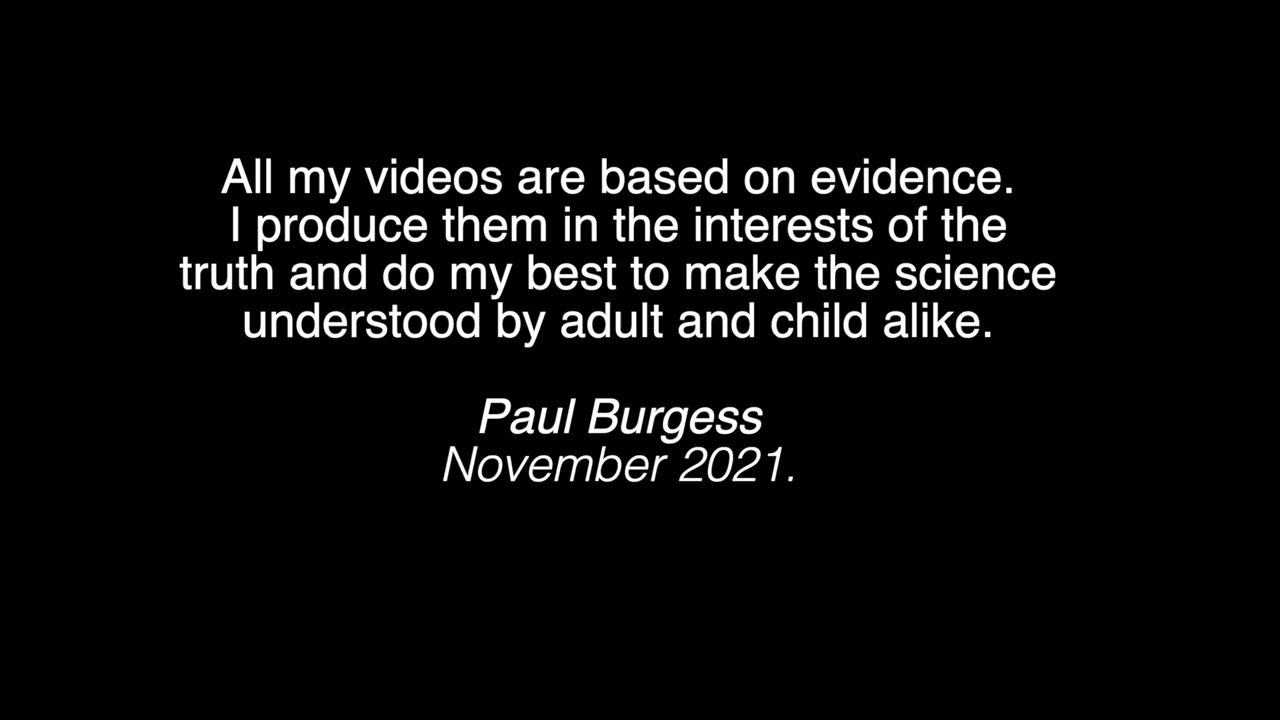 All my videos are based on evidence.
I produce them in the interests of the
truth and do my best to make the science
understood by adult and child alike.
Paul Burgess
November 2021.